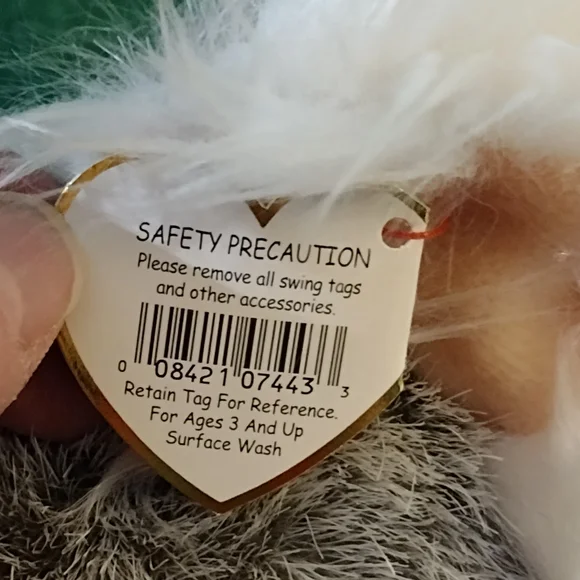 SAFETY PRECAUTION
Please remove all swing tags
and other accessories.
0 08421 07443 3
Retain Tag For Reference.
For Ages 3 And Up
Surface Wash